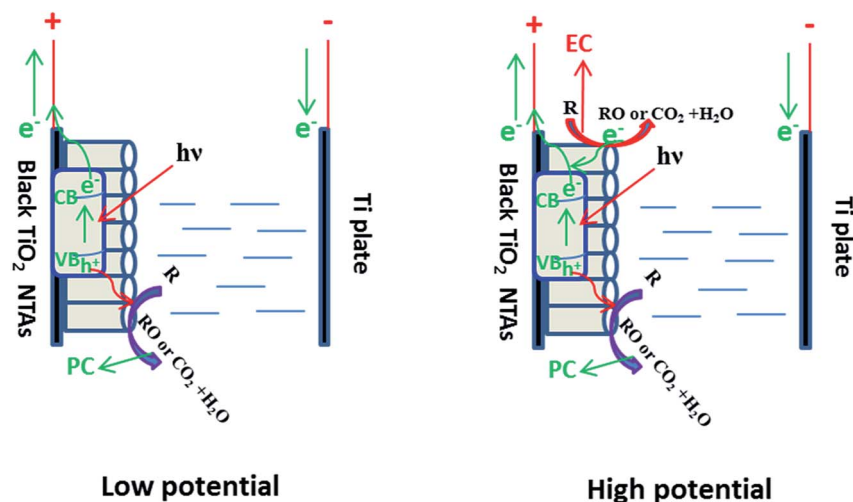 +
-
e-
e-
Black TiO2 NTAs
hν
CB
e-
VB
h+
R
RO or CO2 +H2O
PC
Ti plate
Low potential
+
-
EC
R
RO or CO2 +H2O
e-
e-
e-
Black TiO2 NTAs
hν
CB
e-
VB
h+
R
RO or CO2 +H2O
PC
Ti plate
High potential